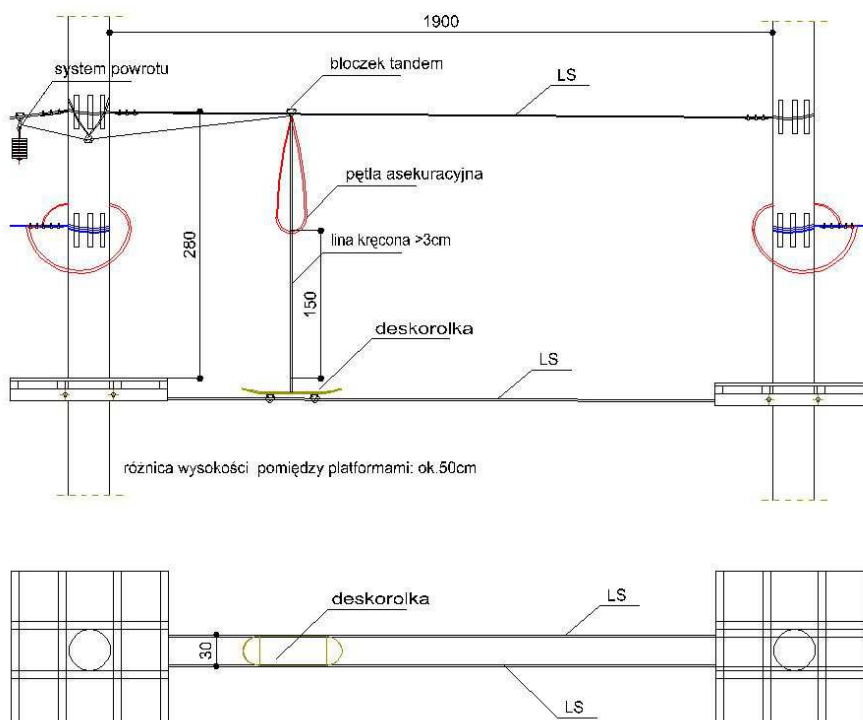 1900
system powrotu
bloczek tandem
LS
pętla asekuracyjna
280
lina kręcona >3cm
150
deskorolka
LS
różnica wysokości pomiędzy platformami: ok.50cm
deskorolka
LS
30
LS